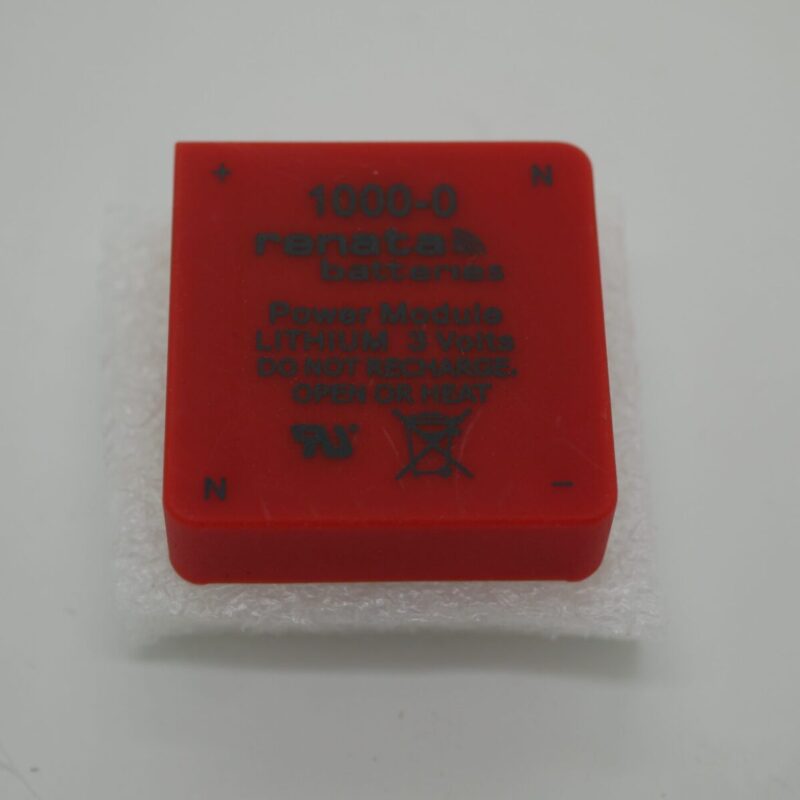 + N
1000-0
renata
batteries
Power Module
LITHIUM 3 Volts
DO NOT RECHARGE.
OPEN OR HEAT
N −